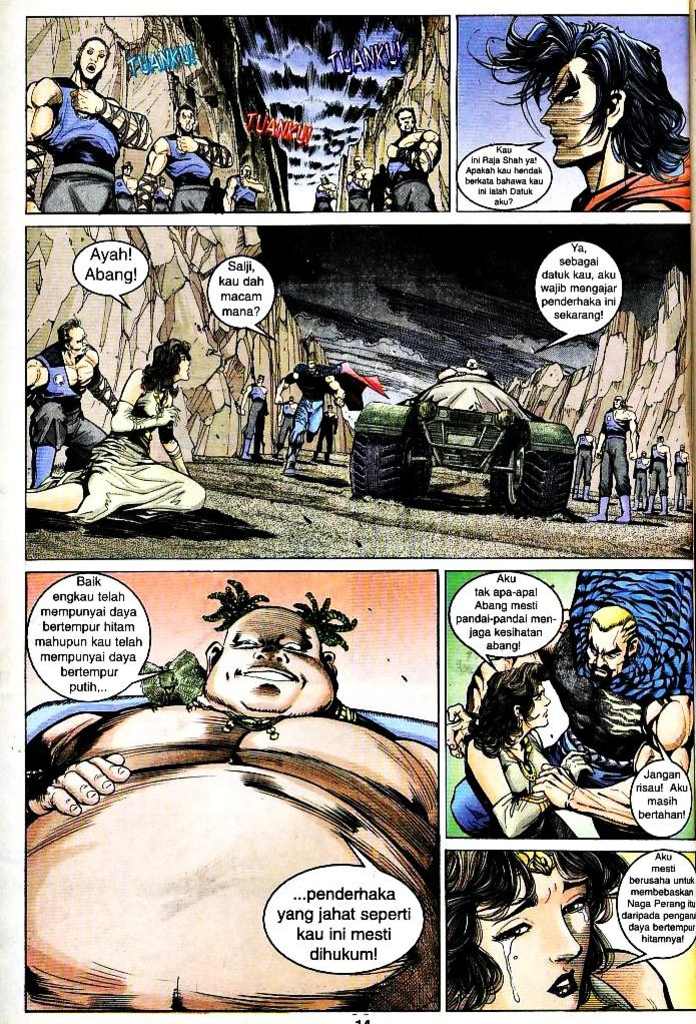 TUANKU!
TUANKU!
TUANKU!
Kau
ini Raja Shah ya!
Apakah kau hendak
berkata bahawa kau
ini ialah Datuk
aku?
Ayah!
Abang!
Salji,
kau dah
macam
mana?
Ya,
sebagai
datuk kau, aku
wajib mengajar
penderhaka ini
sekarang!
Baik
engkau telah
mempunyai daya
bertempur hitam
mahupun kau telah
mempunyai daya
bertempur
putih,..
...penderhaka
yang jahat seperti
kau ini mesti
dihukum!
Aku
tak apa-apa!
Abang mesti
pandai-pandai men-
jaga kesihatan
abang!
Jangan
risau! Aku
masih
bertahan!
Aku
mesti
berusaha untuk
membebaskan
Naga Perang itu
daripada
daya bertempur
hitamnya!
14